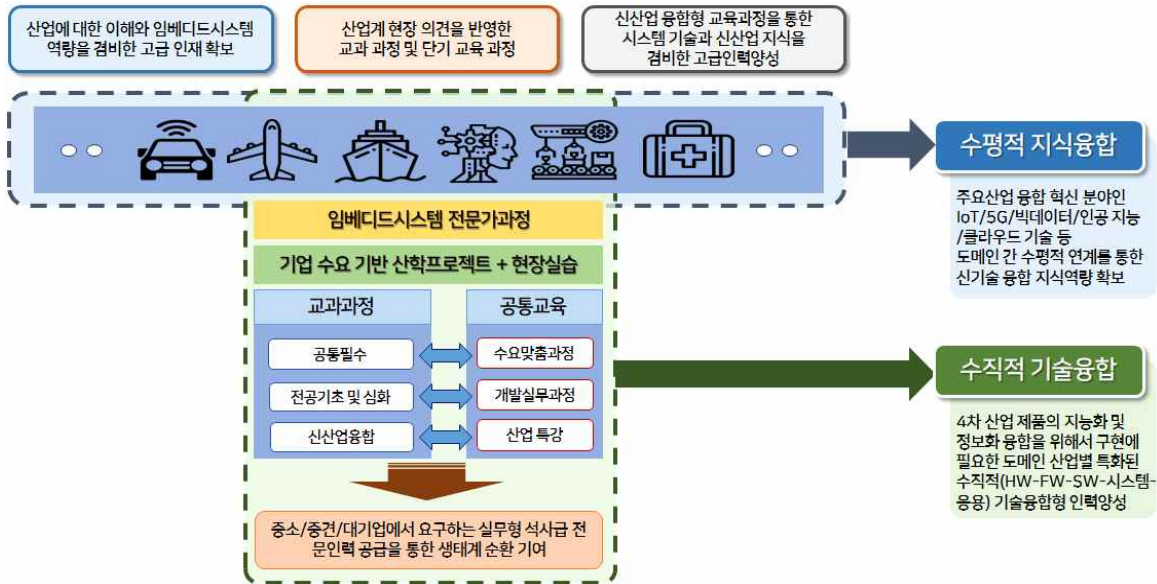 산업에 대한 이해와 임베디드시스템
역량을 겸비한 고급 인재 확보
산업계 현장 의견을 반영한
교과 과정 및 단기 교육 과정
신산업 융합형 교육과정을 통한
시스템 기술과 신산업 지식을
겸비한 고급인력양성
수평적 지식융합
주요산업 융합 혁신 분야인
IoT/5G/빅데이터/인공 지능
/클라우드 기술 등
도메인 간 수평적 연계를 통한
신기술 융합 지식역량 확보
임베디드시스템 전문가과정
기업 수요 기반 산학프로젝트 + 현장실습
교과과정
공통교육
공통필수
수요맞춤과정
전공기초 및 심화
개발실무과정
신산업융합
산업 특강
수직적 기술융합
4차 산업 제품의 지능화 및
정보화 융합을 위해서 구현에
필요한 도메인 산업별 특화된
수직적(HW-FW-SW-시스템-
응용) 기술융합형 인력양성
중소/중견/대기업에서 요구하는 실무형 석사급 전
문인력 공급을 통한 생태계 순환 기여